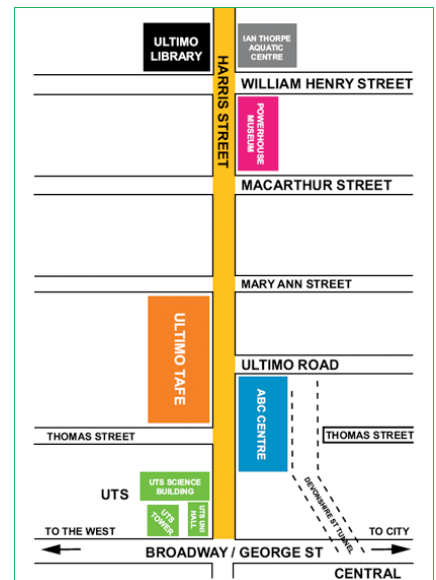 ULTIMO
LIBRARY
IAN THORPE
AQUATIC
CENTRE
HARRIS STREET
WILLIAM HENRY STREET
POWERHOUSE
MUSEUM
MACARTHUR STREET
MARY ANN STREET
ULTIMO TAFE
ULTIMO ROAD
ABC CENTRE
THOMAS STREET
THOMAS STREET
UTS SCIENCE
BUILDING
UTS
UTS
TOWER
UTS UNI
HALL
DEVONSHIRE ST TUNNEL
TO THE WEST
TO CITY
BROADWAY / GEORGE ST
CENTRAL